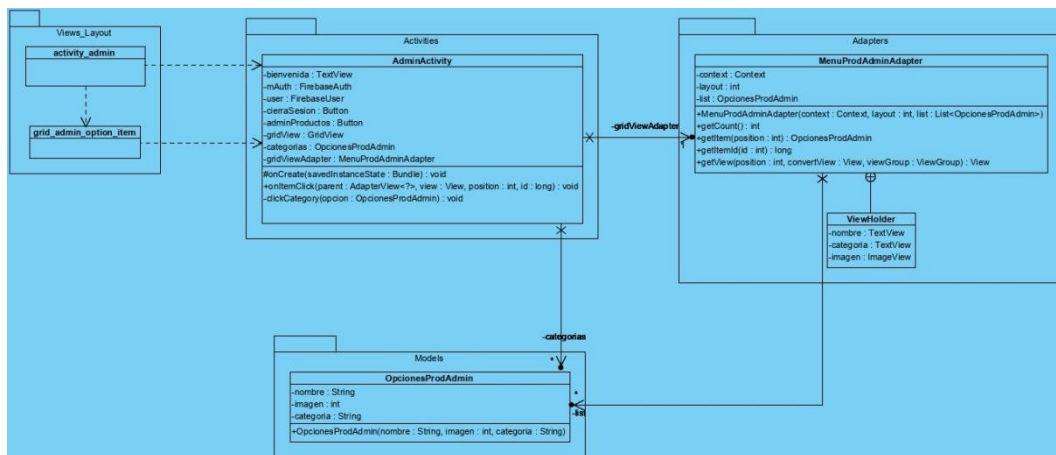 Views_Layout
activity_admin
grid_admin_option_item
Activities
AdminActivity
-bienvenida : TextView
-mAuth : FirebaseAuth
-user : FirebaseUser
-cierraSesion : Button
-adminProductos : Button
-gridView : GridView
-categorias : OpcionesProdAdmin
-gridViewAdapter : MenuProdAdminAdapter
#onCreate(savedInstanceState : Bundle) : void
+onItemClick(parent : AdapterView<?>, view : View, position : int, id : long) : void
-clickCategory(opcion : OpcionesProdAdmin) : void
-gridViewAdapter
1
Adapters
MenuProdAdminAdapter
-context : Context
-layout : int
-list : OpcionesProdAdmin
+MenuProdAdminAdapter(context : Context, layout : int, list : List<OpcionesProdAdmin>)
+getCount() : int
+getItem(position : int) : OpcionesProdAdmin
+getItemId(id : int) : long
+getView(position : int, convertView : View, viewGroup : ViewGroup) : View
ViewHolder
-nombre : TextView
-categoria : TextView
-imagen : ImageView
-categorias
*
Models
OpcionesProdAdmin
-nombre : String
-imagen : int
-categoria : String
+OpcionesProdAdmin(nombre : String, imagen : int, categoria : String)
*
-list